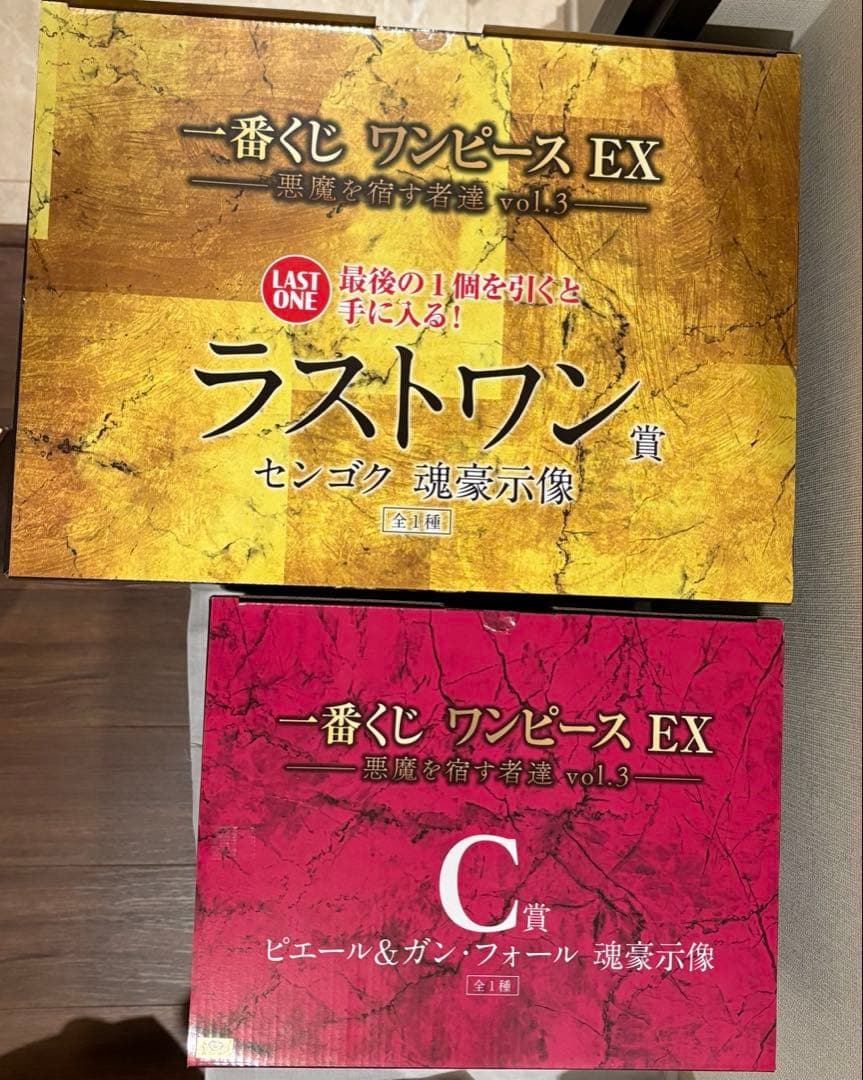 一番くじ ワンピース EX
悪魔を宿す者達 vol.3
LAST
ONE
最後の1個を引くと
手に入る!
ラストワン賞
センゴク 魂豪示像
全1種
一番くじ ワンピース EX
悪魔を宿す者達 vol.3
C賞
ピエール&ガン・フォール 魂豪示像
全1種